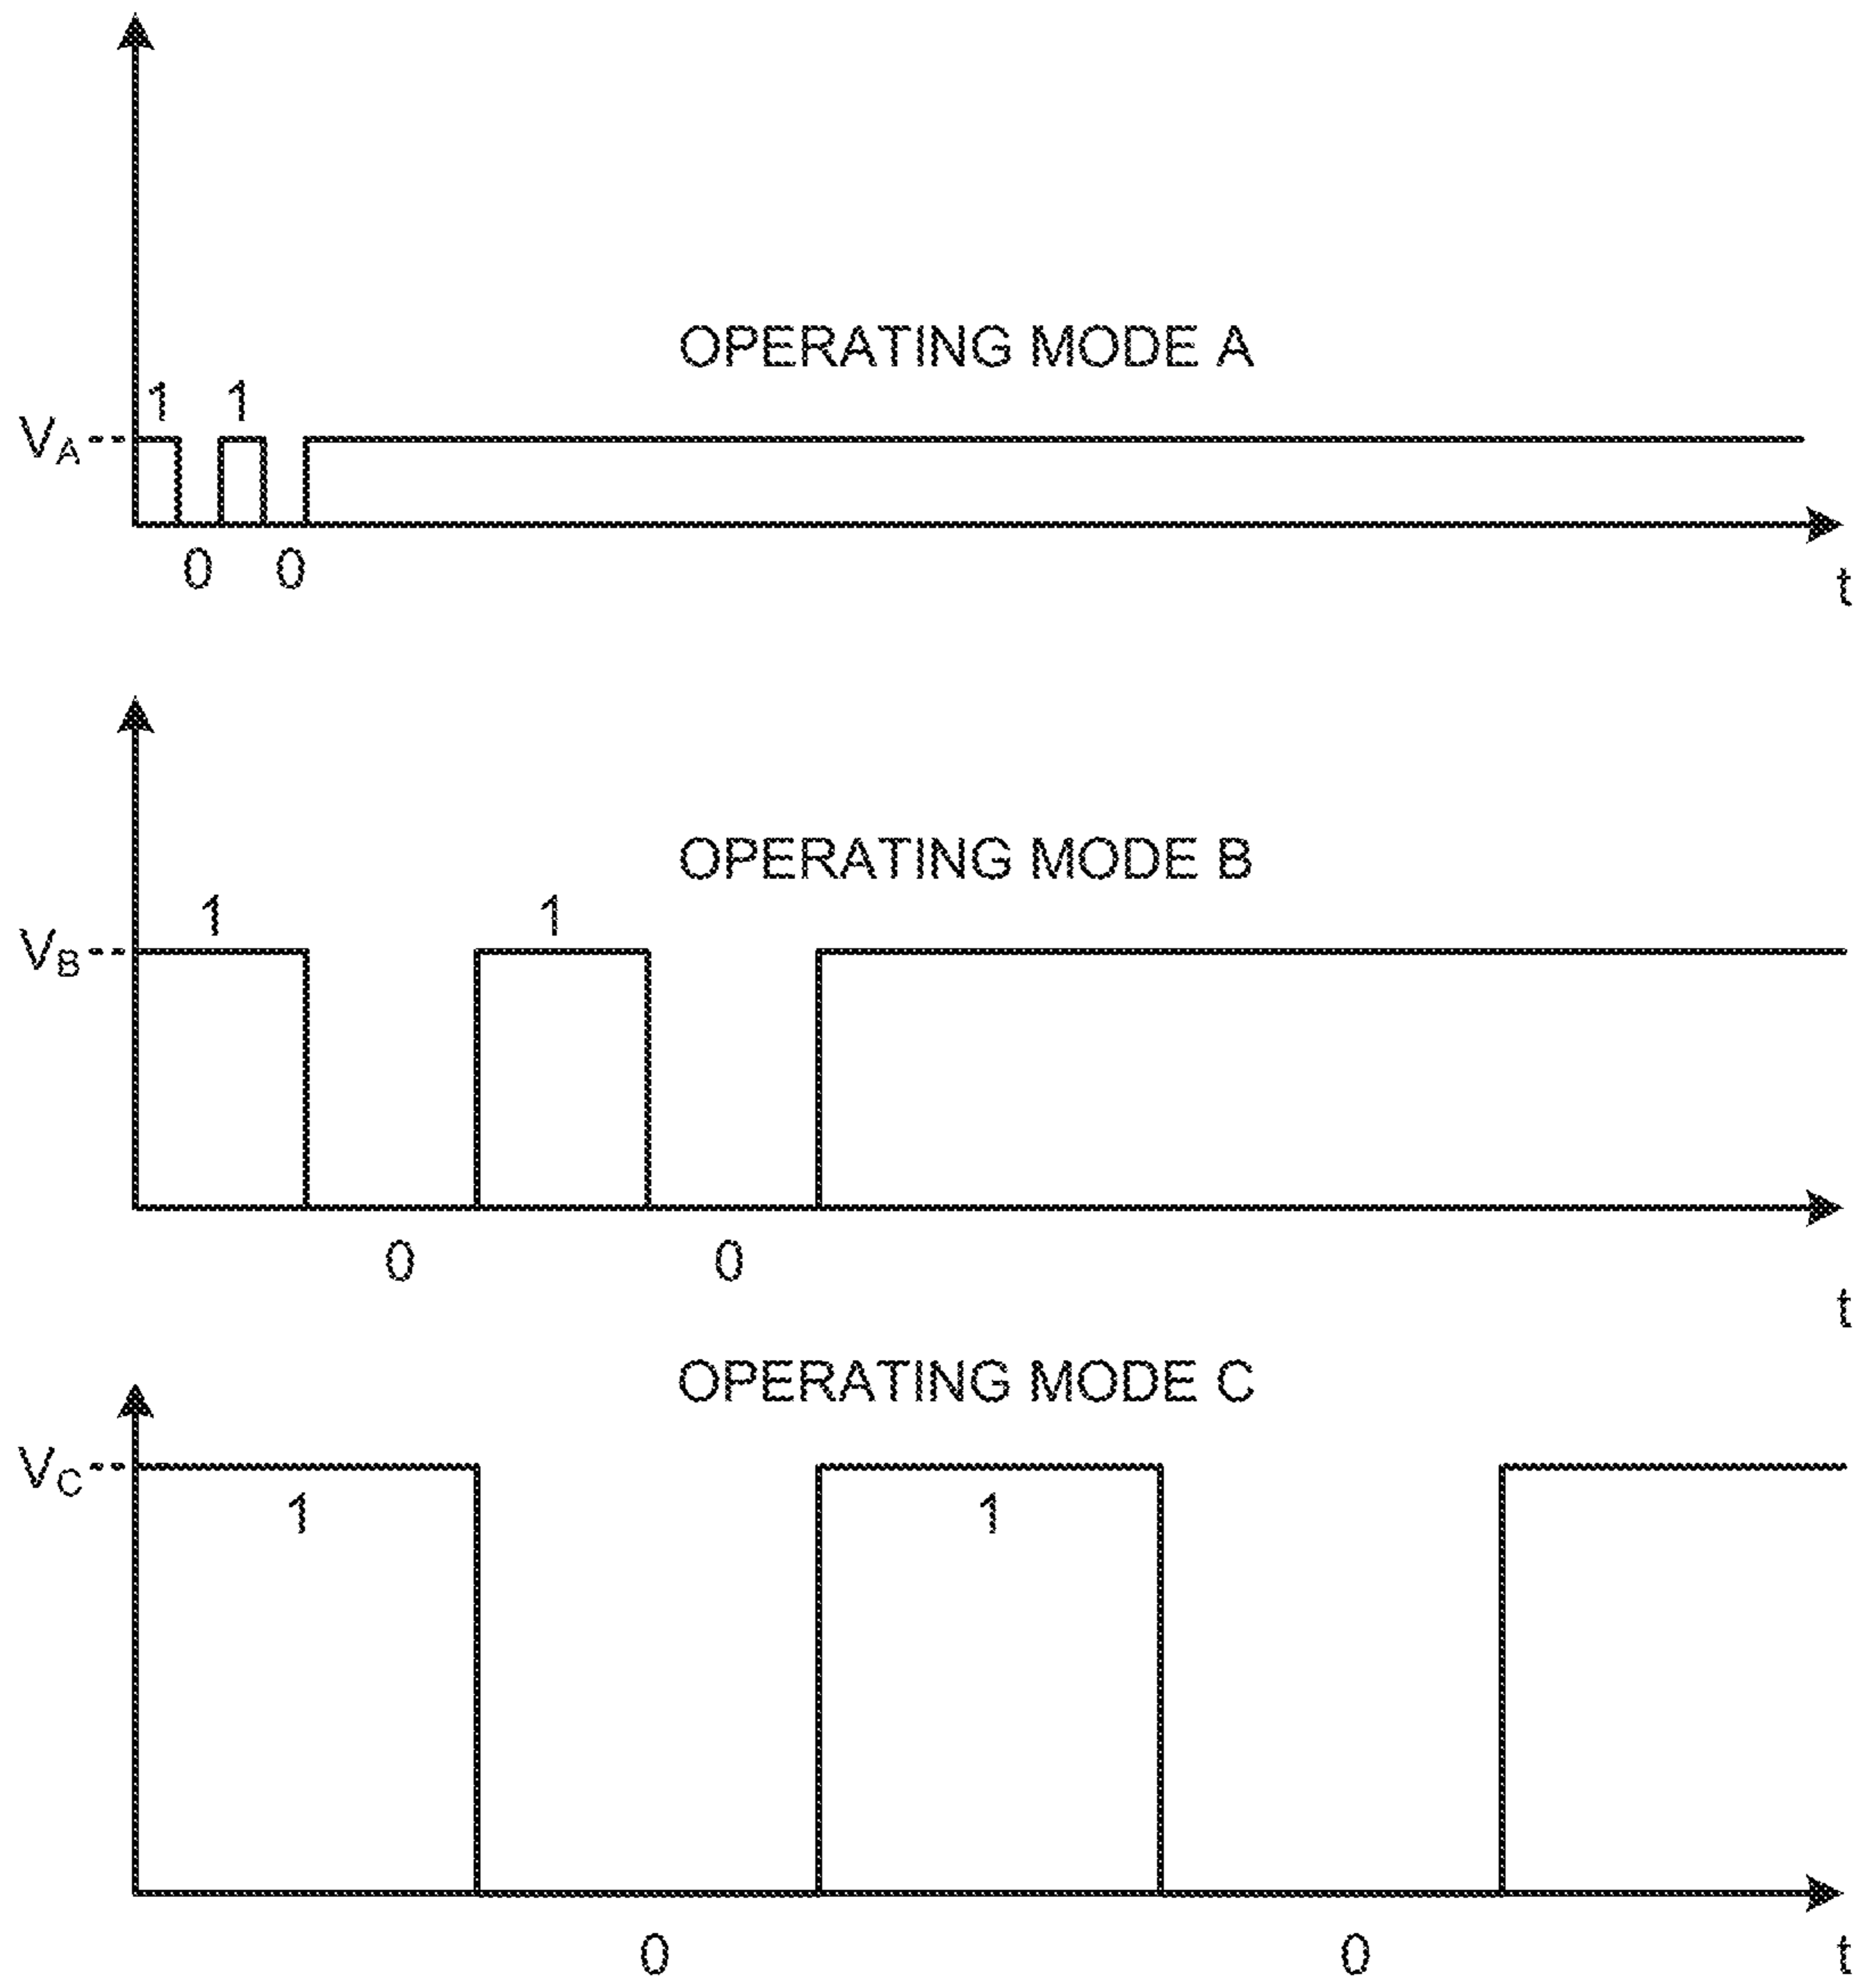 OPERATING MODE A
1 1
VA
0 0
t
OPERATING MODE B
1 1
VB
0 0
t
OPERATING MODE C
VC
1 1
0 0 t